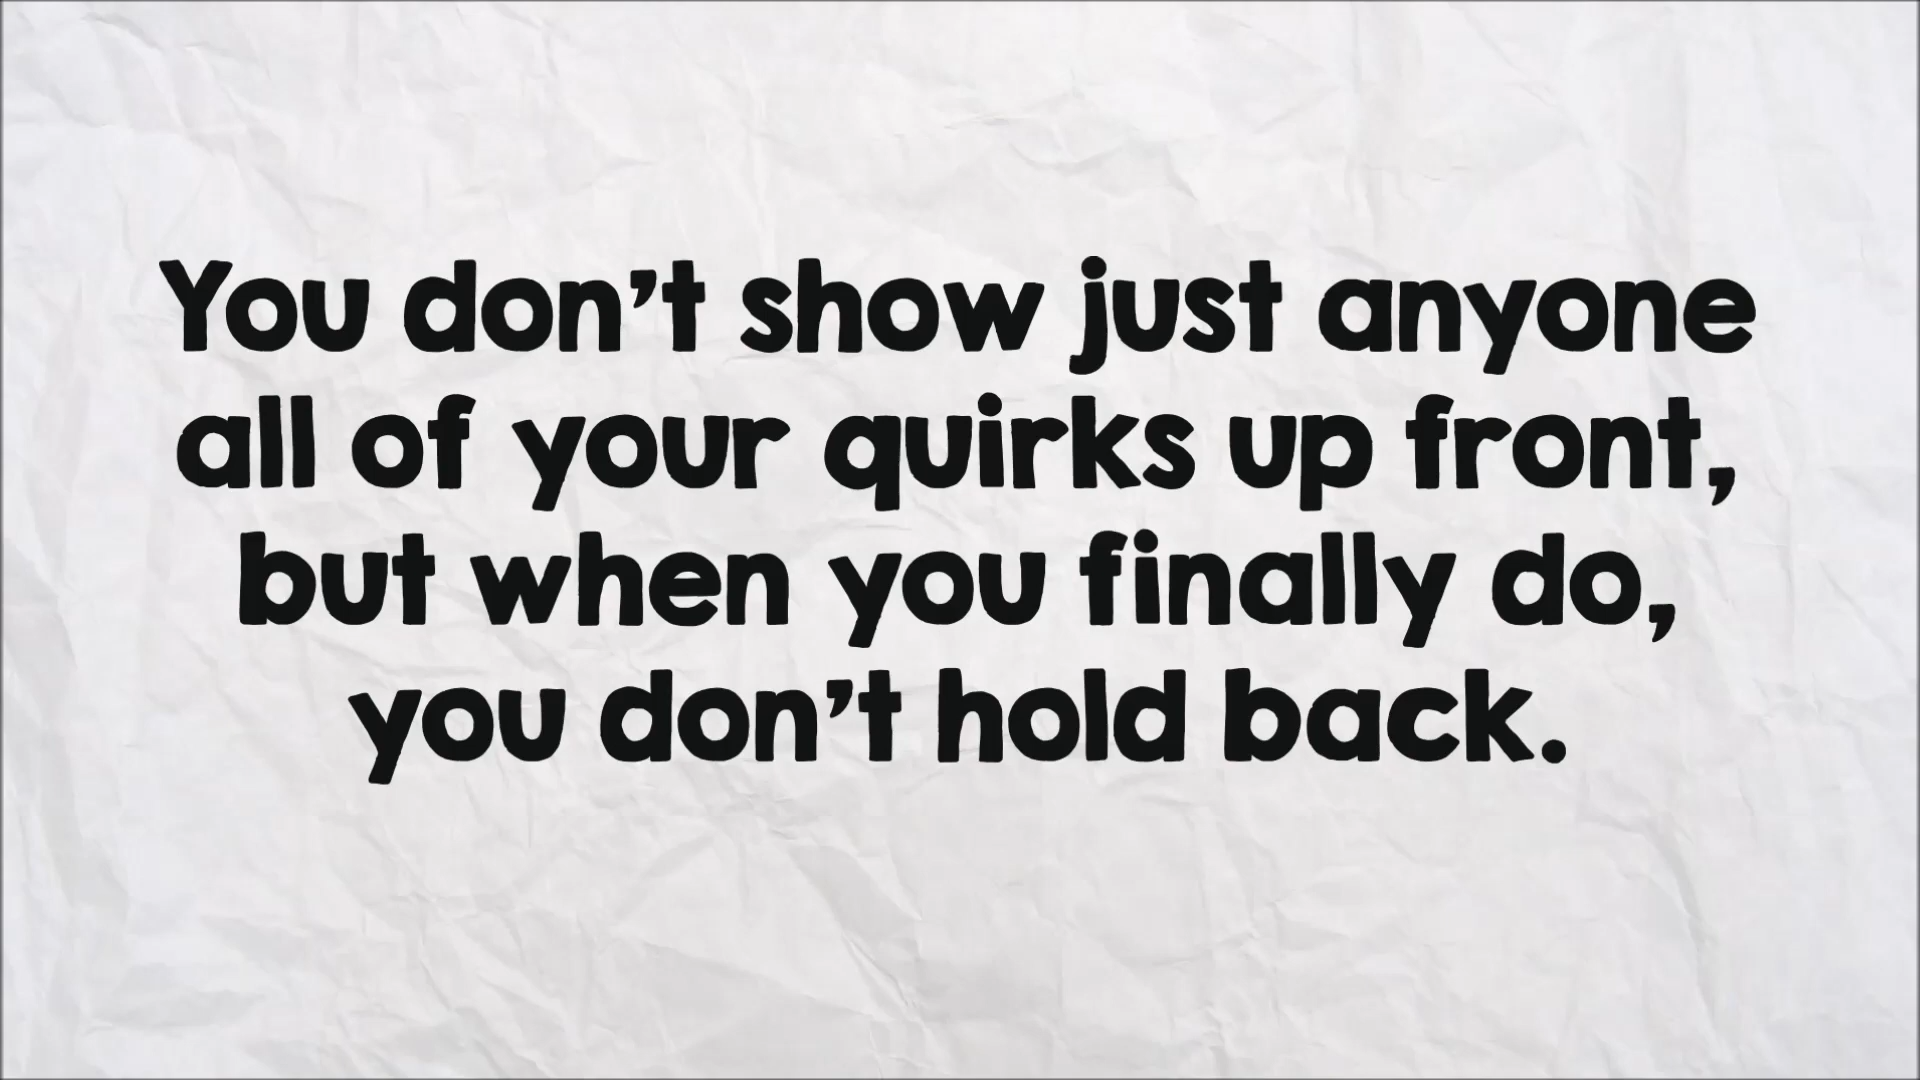 You don’t show just anyone
all of your quirks up front,
but when you finally do,
you don’t hold back.